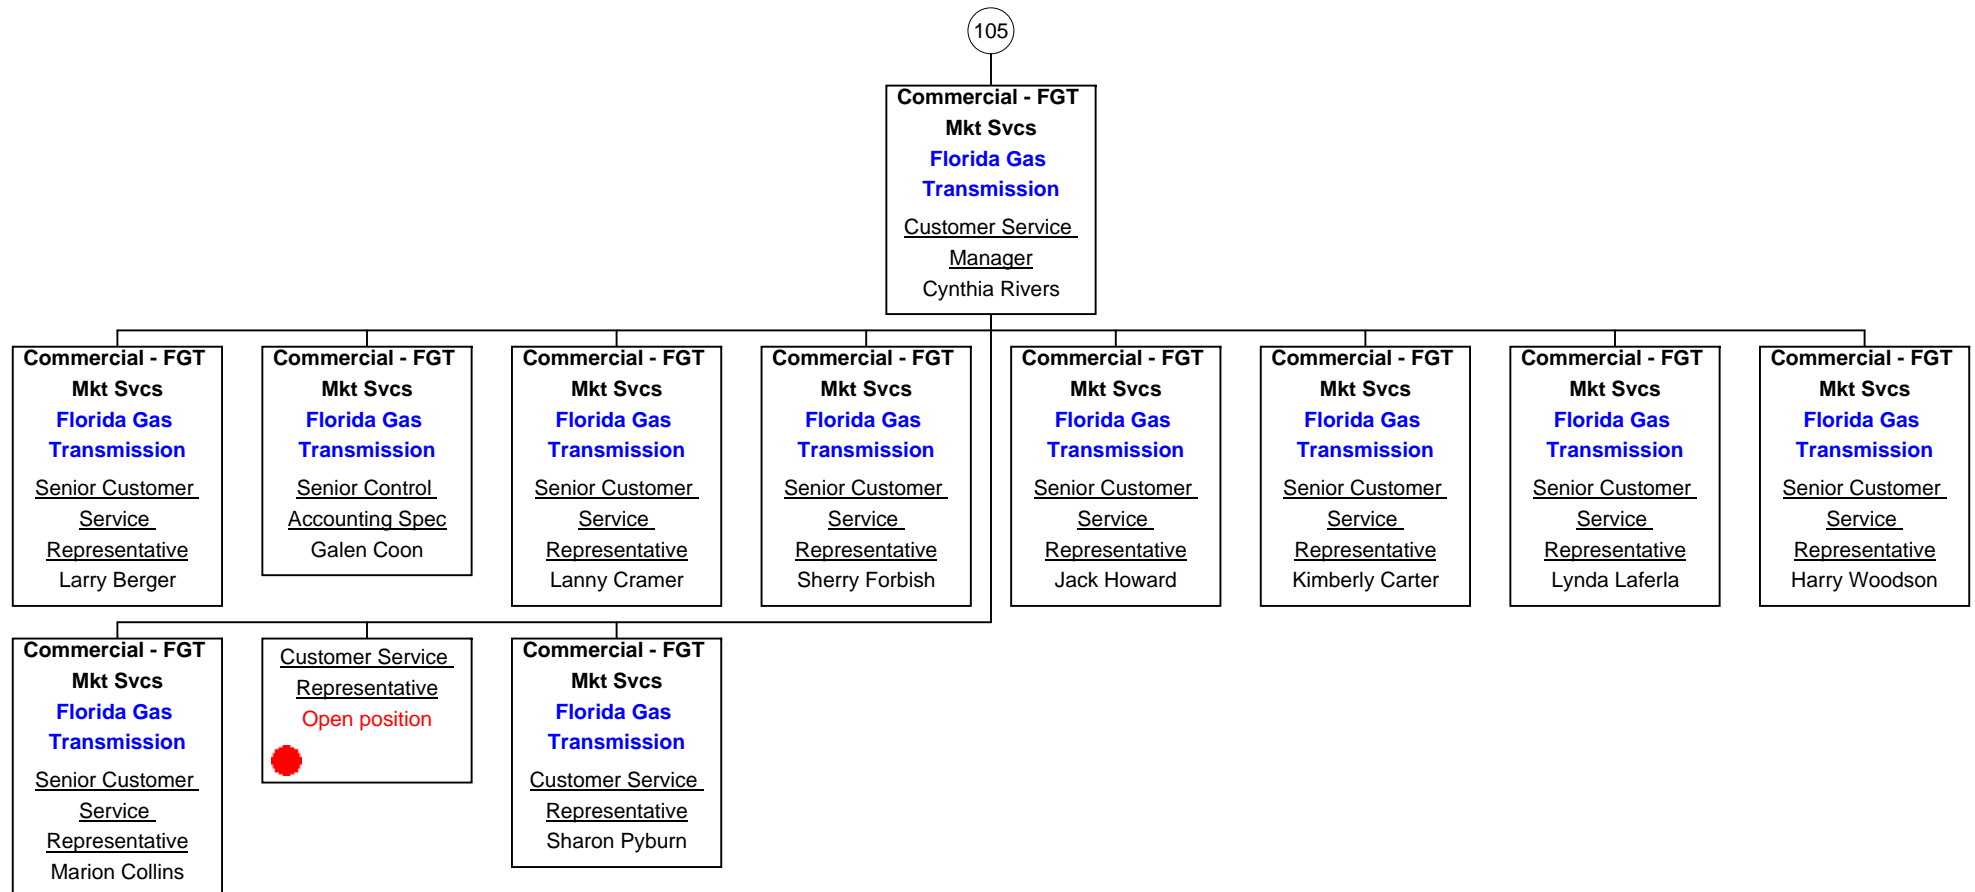 105
Commercial - FGT
Mkt Svcs
Florida Gas
Transmission
Customer Service
Manager
Cynthia Rivers
Commercial - FGT
Mkt Svcs
Florida Gas
Transmission
Senior Customer
Service
Representative
Larry Berger
Commercial - FGT
Mkt Svcs
Florida Gas
Transmission
Senior Control
Accounting Spec
Galen Coon
Commercial - FGT
Mkt Svcs
Florida Gas
Transmission
Senior Customer
Service
Representative
Lanny Cramer
Commercial - FGT
Mkt Svcs
Florida Gas
Transmission
Senior Customer
Service
Representative
Sherry Forbish
Commercial - FGT
Mkt Svcs
Florida Gas
Transmission
Senior Customer
Service
Representative
Jack Howard
Commercial - FGT
Mkt Svcs
Florida Gas
Transmission
Senior Customer
Service
Representative
Kimberly Carter
Commercial - FGT
Mkt Svcs
Florida Gas
Transmission
Senior Customer
Service
Representative
Lynda Laferla
Commercial - FGT
Mkt Svcs
Florida Gas
Transmission
Senior Customer
Service
Representative
Harry Woodson
Commercial - FGT
Mkt Svcs
Florida Gas
Transmission
Senior Customer
Service
Representative
Marion Collins
Customer Service
Representative
Open position
Commercial - FGT
Mkt Svcs
Florida Gas
Transmission
Customer Service
Representative
Sharon Pyburn